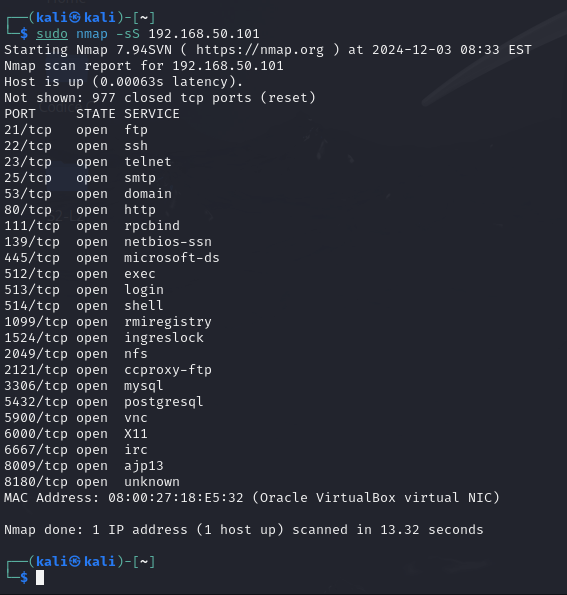 ┌──(kali㉿kali)-[~]
└─$ sudo nmap -sS 192.168.50.101
Starting Nmap 7.94SVN ( https://nmap.org ) at 2024-12-03 08:33 EST
Nmap scan report for 192.168.50.101
Host is up (0.00063s latency).
Not shown: 977 closed tcp ports (reset)
PORT     STATE SERVICE
21/tcp   open  ftp
22/tcp   open  ssh
23/tcp   open  telnet
25/tcp   open  smtp
53/tcp   open  domain
80/tcp   open  http
111/tcp  open  rpcbind
139/tcp  open  netbios-ssn
445/tcp  open  microsoft-ds
512/tcp  open  exec
513/tcp  open  login
514/tcp  open  shell
1099/tcp open  rmiregistry
1524/tcp open  ingreslock
2049/tcp open  nfs
2121/tcp open  ccproxy-ftp
3306/tcp open  mysql
5432/tcp open  postgresql
5900/tcp open  vnc
6000/tcp open  X11
6667/tcp open  irc
8009/tcp open  ajp13
8180/tcp open  unknown
MAC Address: 08:00:27:18:E5:32 (Oracle VirtualBox virtual NIC)
Nmap done: 1 IP address (1 host up) scanned in 13.32 seconds
┌──(kali㉿kali)-[~]
└─$